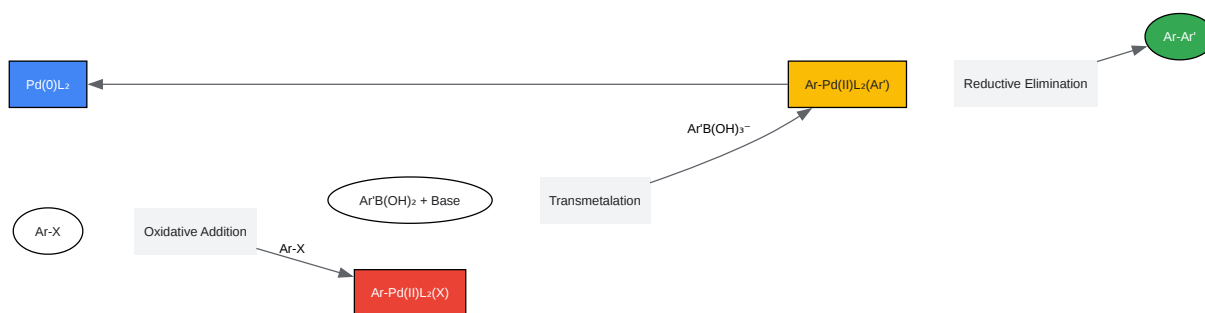 Ar-Ar'
Pd(0)L₂
Ar-Pd(II)L₂(Ar')
Reductive Elimination
Ar'B(OH)₃⁻
Ar'B(OH)₂ + Base
Transmetalation
Ar-X
Oxidative Addition
Ar-X
Ar-Pd(II)L₂(X)